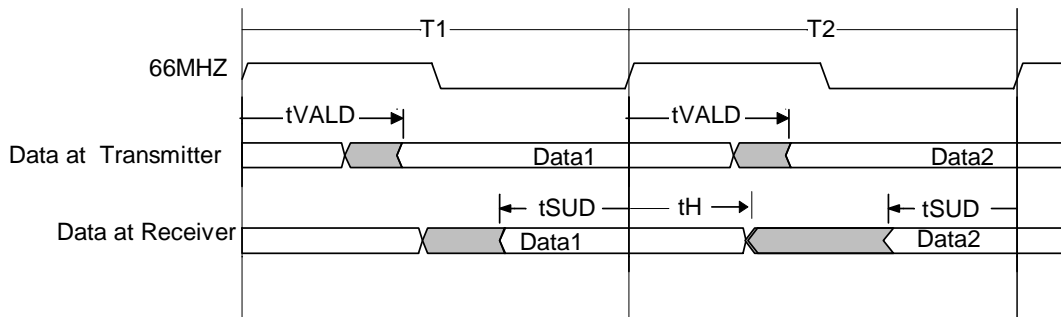 T1 T2
66MHZ
tVALD tVALD
Data at Transmitter Data1 Data2
tSUD tH tSUD
Data at Receiver Data1 Data2